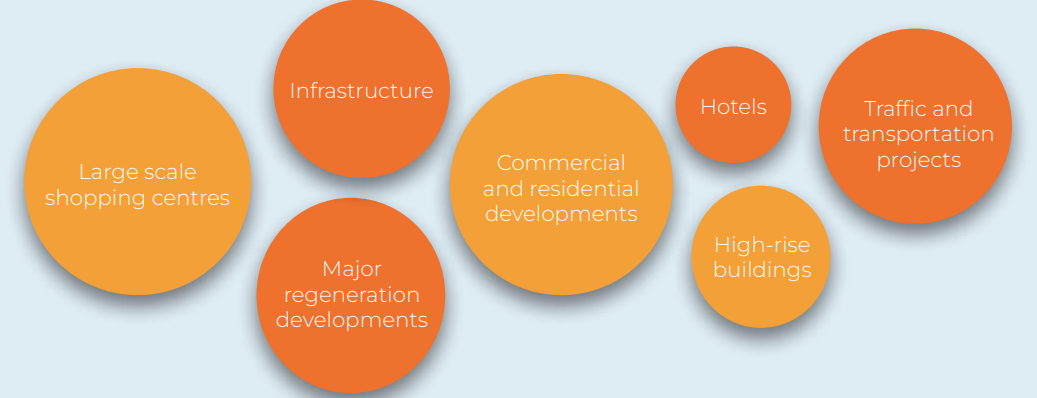 Large scale
shopping centres
Infrastructure
Major
regeneration
developments
Commercial
and residential
developments
Hotels
High-rise
buildings
Traffic and
transportation
projects